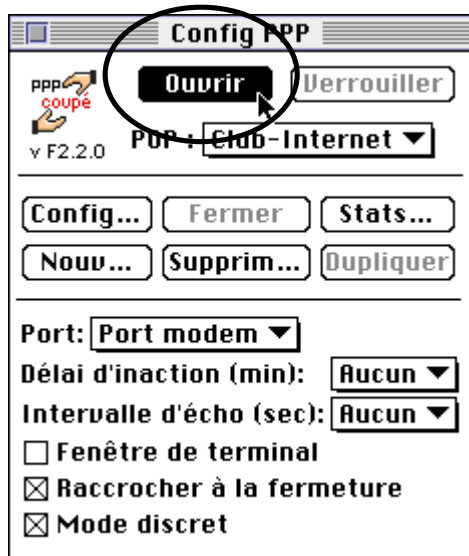 Config PPP
PPP
coupé
v F2.2.0
Ouvrir
Verrouiller
POP : Club-Internet
Config...
Fermer
Stats...
Nouv...
Supprim...
Dupliquer
Port: Port modem
Délai d'inaction (min): Aucun
Intervalle d'écho (sec): Aucun
Fenêtre de terminal
Raccrocher à la fermeture
Mode discret